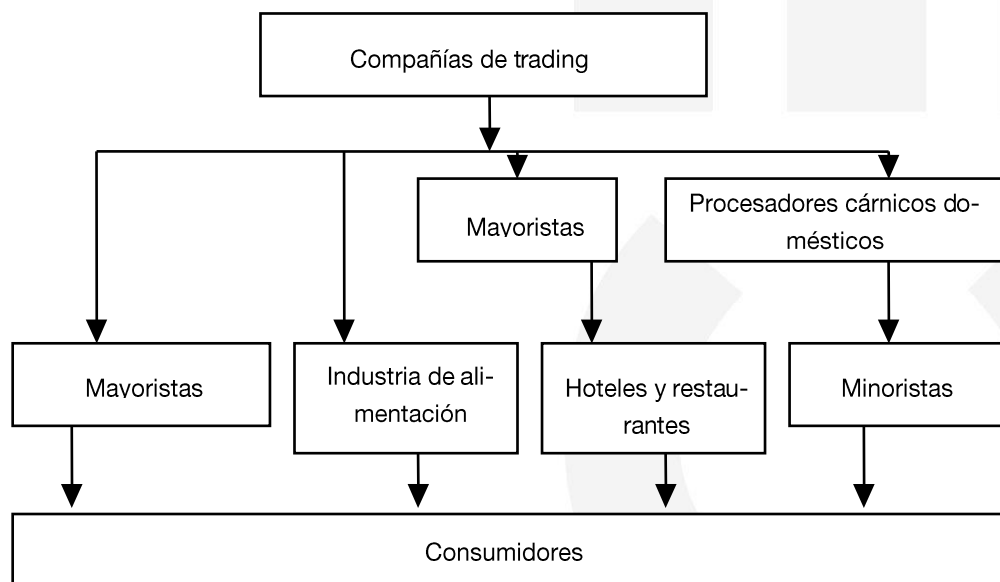 Compañías de trading
Mayoristas
Procesadores cárnicos do-
mésticos
Mayoristas
Industria de ali-
mentación
Hoteles y restau-
rantes
Minoristas
Consumidores